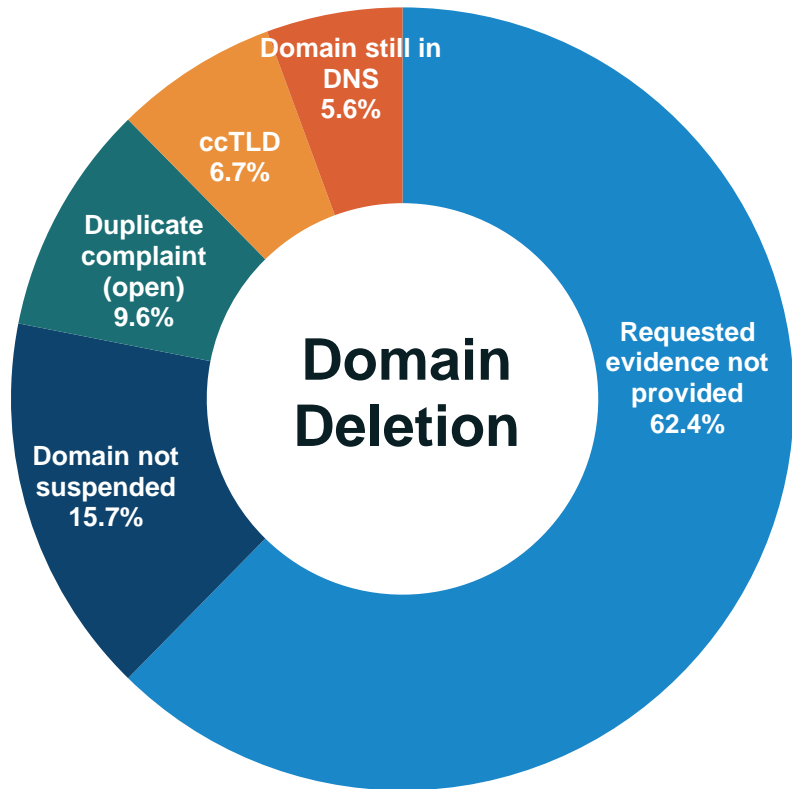 Domain still in
DNS
5.6%
ccTLD
6.7%
Duplicate
complaint
(open)
9.6%
Requested
evidence not
provided
62.4%
Domain
Deletion
Domain not
suspended
15.7%